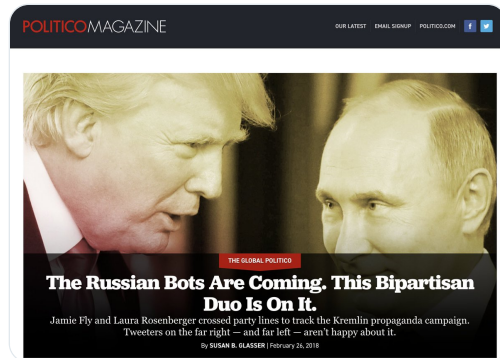 POLITICOMAGAZINE
OUR LATEST EMAIL SIGNUP POLITICO.COM f
THE GLOBAL POLITICO
The Russian Bots Are Coming. This Bipartisan
Duo Is On It.
Jamie Fly and Laura Rosenberger crossed party lines to track the Kremlin propaganda campaign.
Tweeters on the far right — and far left — aren't happy about it.
By SUSAN B. GLASSER | February 26, 2018